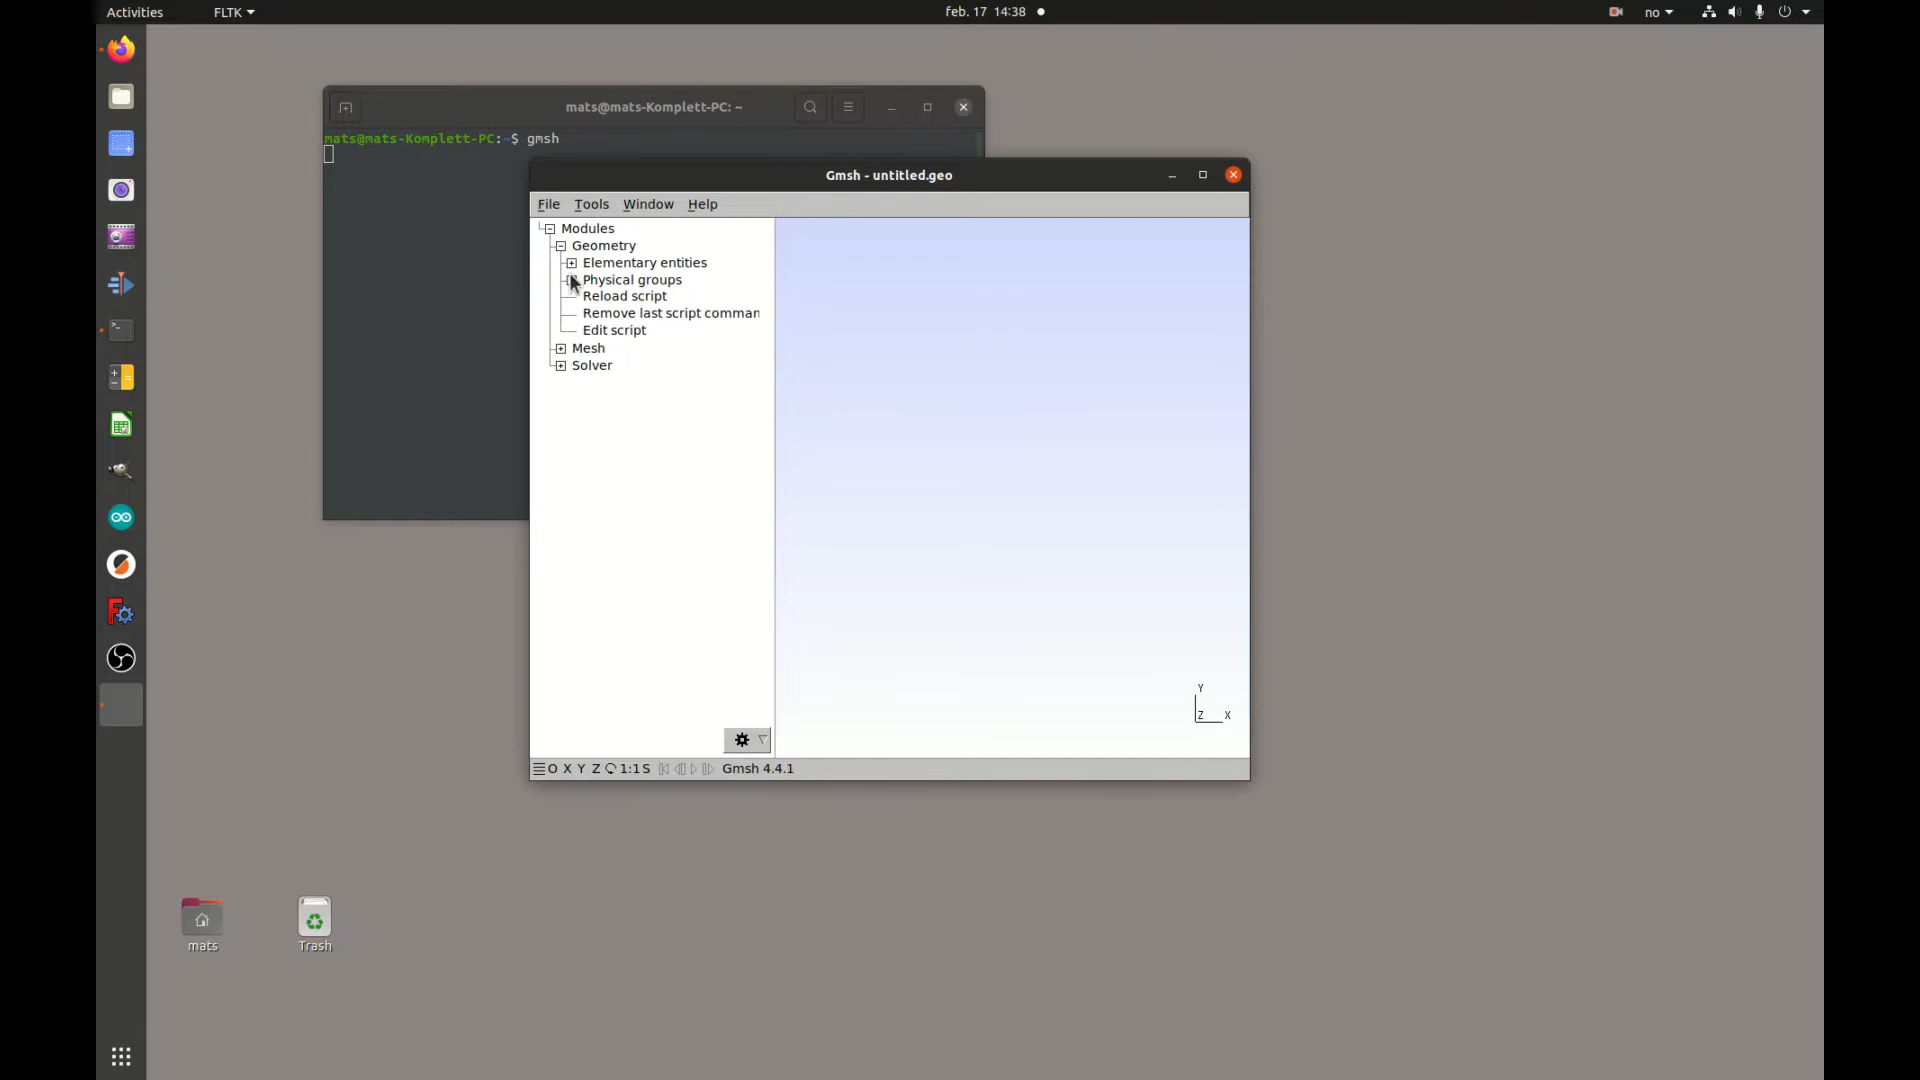 Activities FLTK feb. 17 14:38 no
mats@mats-Komplett-PC: ~
mats@mats-Komplett-PC:~$ gmsh
Gmsh - untitled.geo
File Tools Window Help
Modules
Geometry
Elementary entities
Physical groups
Reload script
Remove last script comman
Edit script
Mesh
Solver
Y
Z X
O X Y Z 1:1 S Gmsh 4.4.1
mats Trash